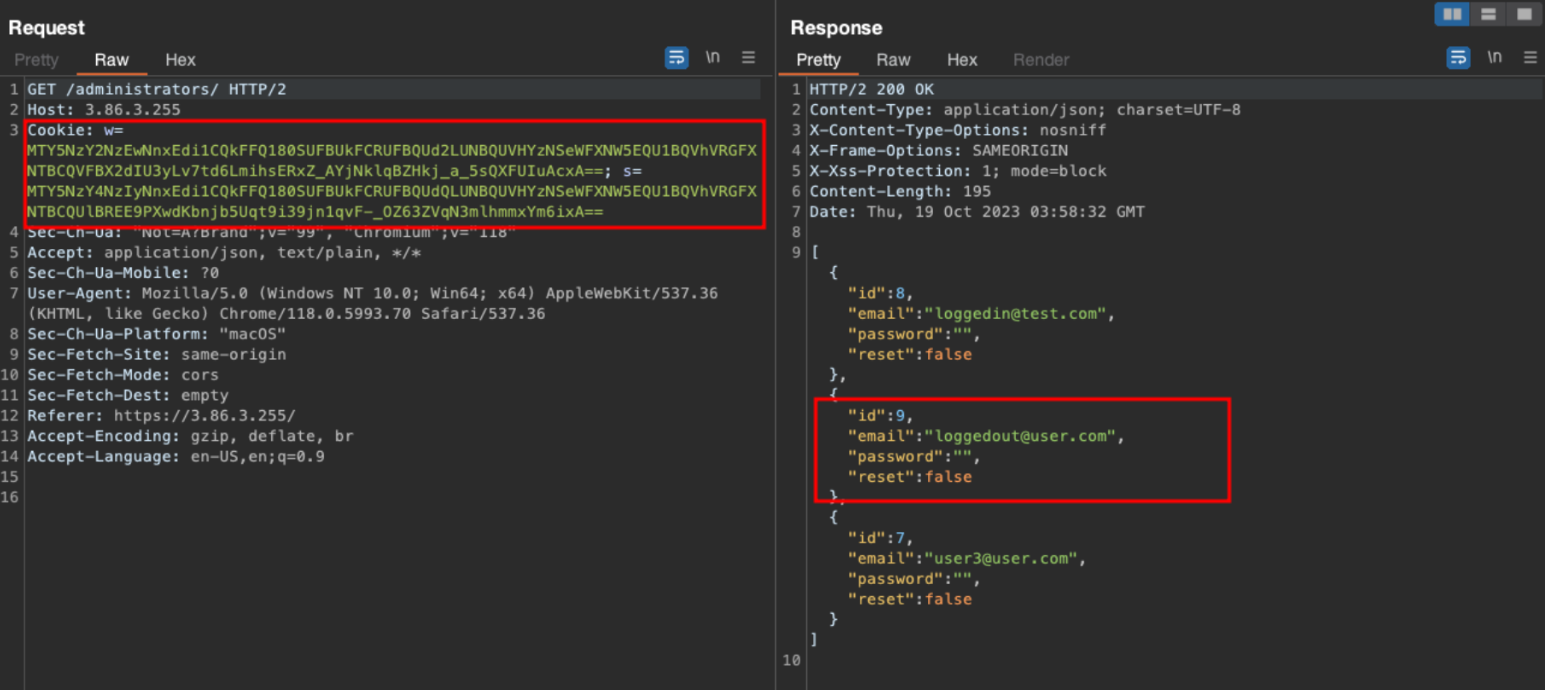 Request
Pretty Raw Hex \n
1 GET /administrators/ HTTP/2
2 Host: 3.86.3.255
3 Cookie: w=
MTY5NzY2NzEwNnxEdi1CQkFFQ180SUFBUkFCRUFBQUd2LUNBQUVHYzNSeWFXNW5EQU1BQVhVRGFX
NTBCQVFBX2dIU3yLv7td6LmihsERxZ_AYjNklqBZHkj_a_5sQXFUIuAcxA==; s=
MTY5NzY4NzIyNnxEdi1CQkFFQ180SUFBUkFCRUFBQUdQLUNBQUVHYzNSeWFXNW5EQU1BQVhVRGFX
NTBCQUlBREE9PXwdKbnjb5Uqt9i39jn1qvF-_OZ63ZVqN3mlhmmxYm6ixA==
4 Sec-Ch-Ua: "Not=A?Brand";v="99", "Chromium";v="118"
5 Accept: application/json, text/plain, */*
6 Sec-Ch-Ua-Mobile: ?0
7 User-Agent: Mozilla/5.0 (Windows NT 10.0; Win64; x64) AppleWebKit/537.36
(KHTML, like Gecko) Chrome/118.0.5993.70 Safari/537.36
8 Sec-Ch-Ua-Platform: "macOS"
9 Sec-Fetch-Site: same-origin
10 Sec-Fetch-Mode: cors
11 Sec-Fetch-Dest: empty
12 Referer: https://3.86.3.255/
13 Accept-Encoding: gzip, deflate, br
14 Accept-Language: en-US,en;q=0.9
15
16
Response
Pretty Raw Hex Render \n
1 HTTP/2 200 OK
2 Content-Type: application/json; charset=UTF-8
3 X-Content-Type-Options: nosniff
4 X-Frame-Options: SAMEORIGIN
5 X-Xss-Protection: 1; mode=block
6 Content-Length: 195
7 Date: Thu, 19 Oct 2023 03:58:32 GMT
8
9 [
{
"id":8,
"email":"loggedin@test.com",
"password":"",
"reset":false
},
{
"id":9,
"email":"loggedout@user.com",
"password":"",
"reset":false
},
{
"id":7,
"email":"user3@user.com",
"password":"",
"reset":false
}
]
10